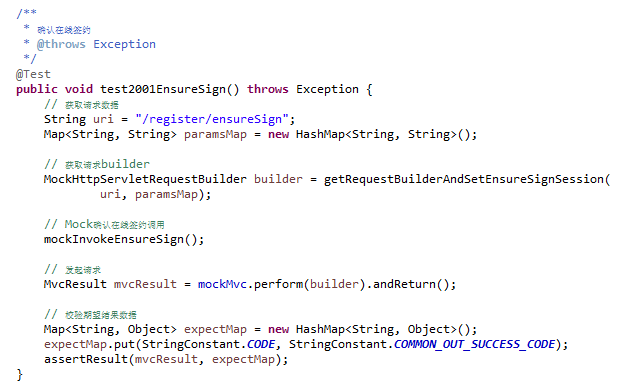 /**
 * 确认在线签约
 * @throws Exception
 */
@Test
public void test2001EnsureSign() throws Exception {
    // 获取请求数据
    String uri = "/register/ensureSign";
    Map<String, String> paramsMap = new HashMap<String, String>();

    // 获取请求builder
    MockHttpServletRequestBuilder builder = getRequestBuilderAndSetEnsureSignSession(
            uri, paramsMap);

    // Mock确认在线签约调用
    mockInvokeEnsureSign();

    // 发起请求
    MvcResult mvcResult = mockMvc.perform(builder).andReturn();

    // 校验期望结果数据
    Map<String, Object> expectMap = new HashMap<String, Object>();
    expectMap.put(StringConstant.CODE, StringConstant.COMMON_OUT_SUCCESS_CODE);
    assertResult(mvcResult, expectMap);
}